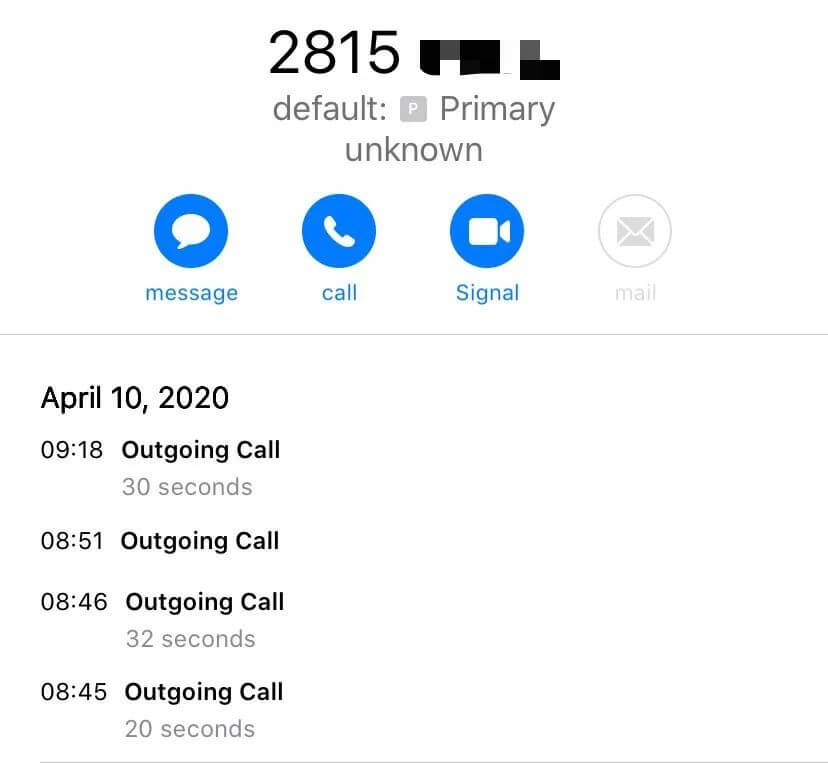 2815
default: P Primary
unknown
message call Signal mail
April 10, 2020
09:18 Outgoing Call
30 seconds
08:51 Outgoing Call
08:46 Outgoing Call
32 seconds
08:45 Outgoing Call
20 seconds